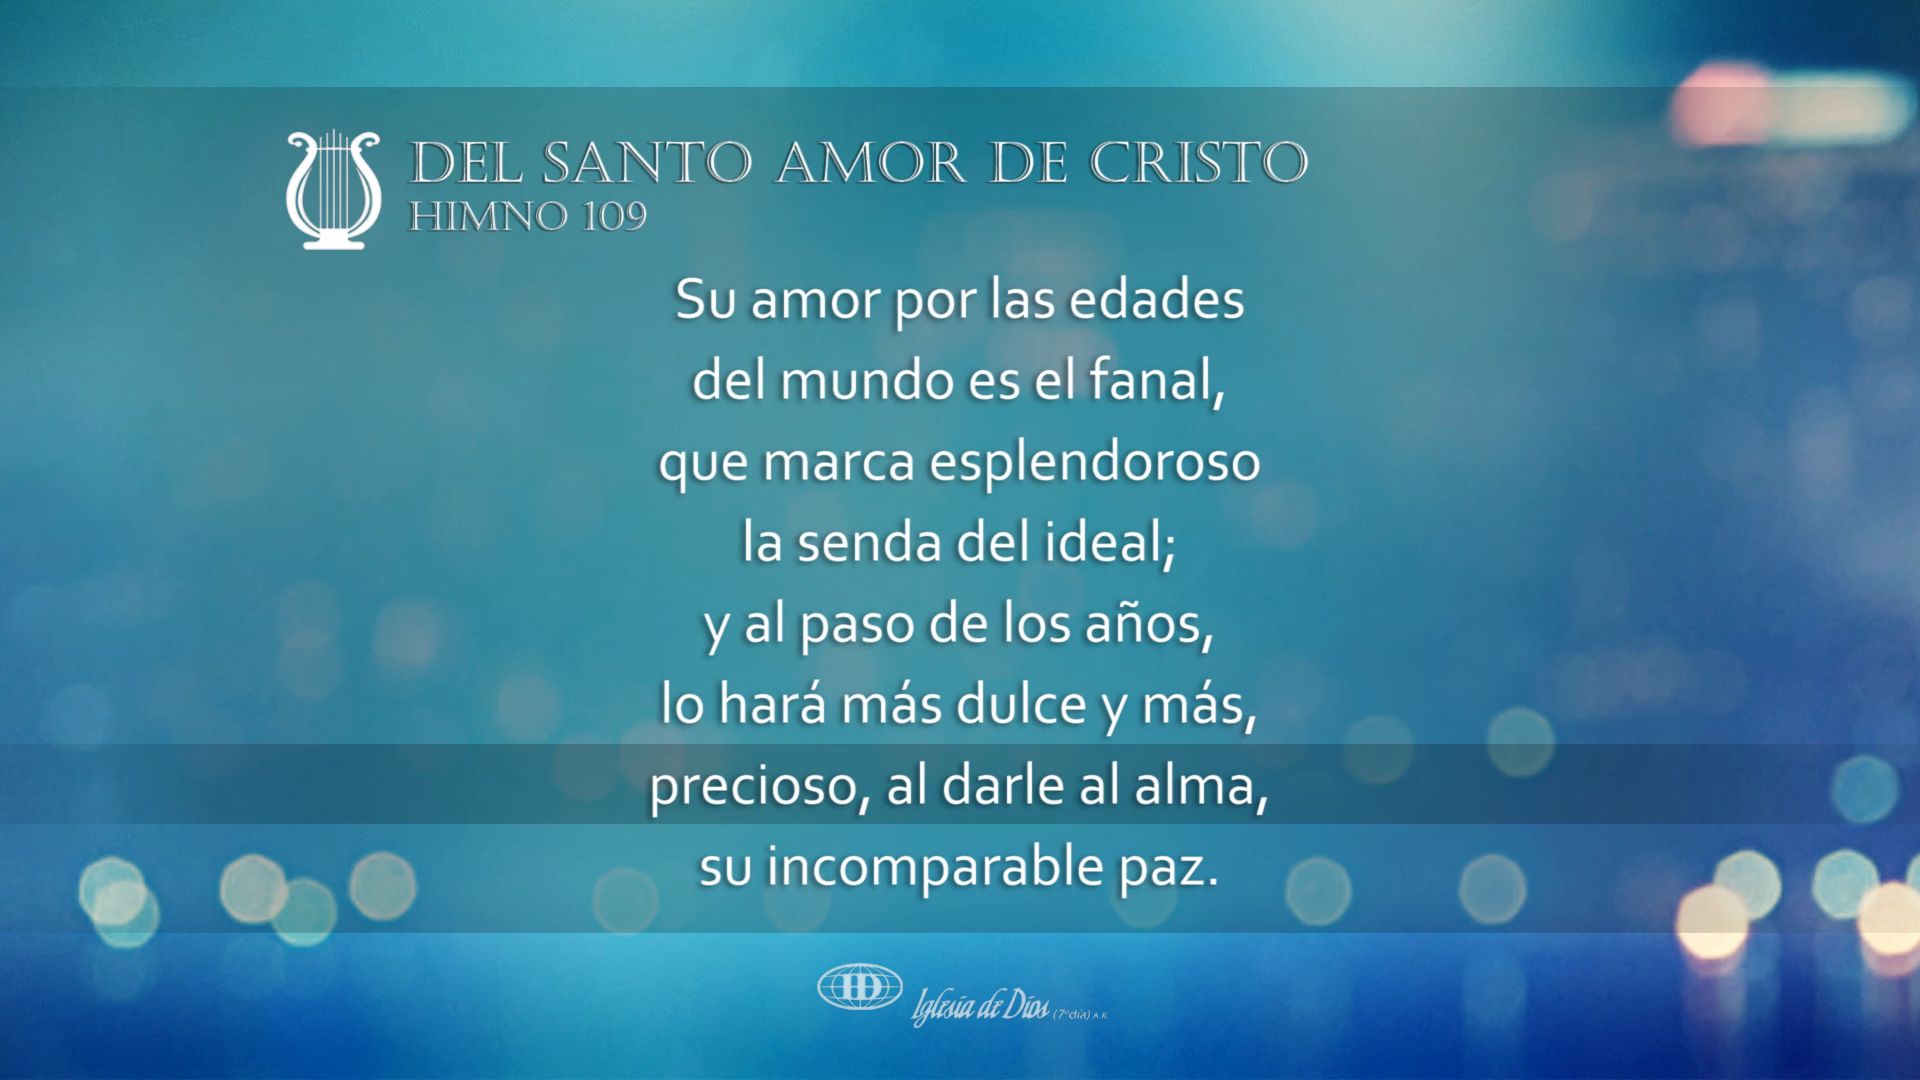 DEL SANTO AMOR DE CRISTO
HIMNO 109
Su amor por las edades
del mundo es el fanal,
que marca esplendoroso
la senda del ideal;
y al paso de los años,
lo hará más dulce y más,
precioso, al darle al alma,
su incomparable paz.
Iglesia de Dios (7º día) A.R.